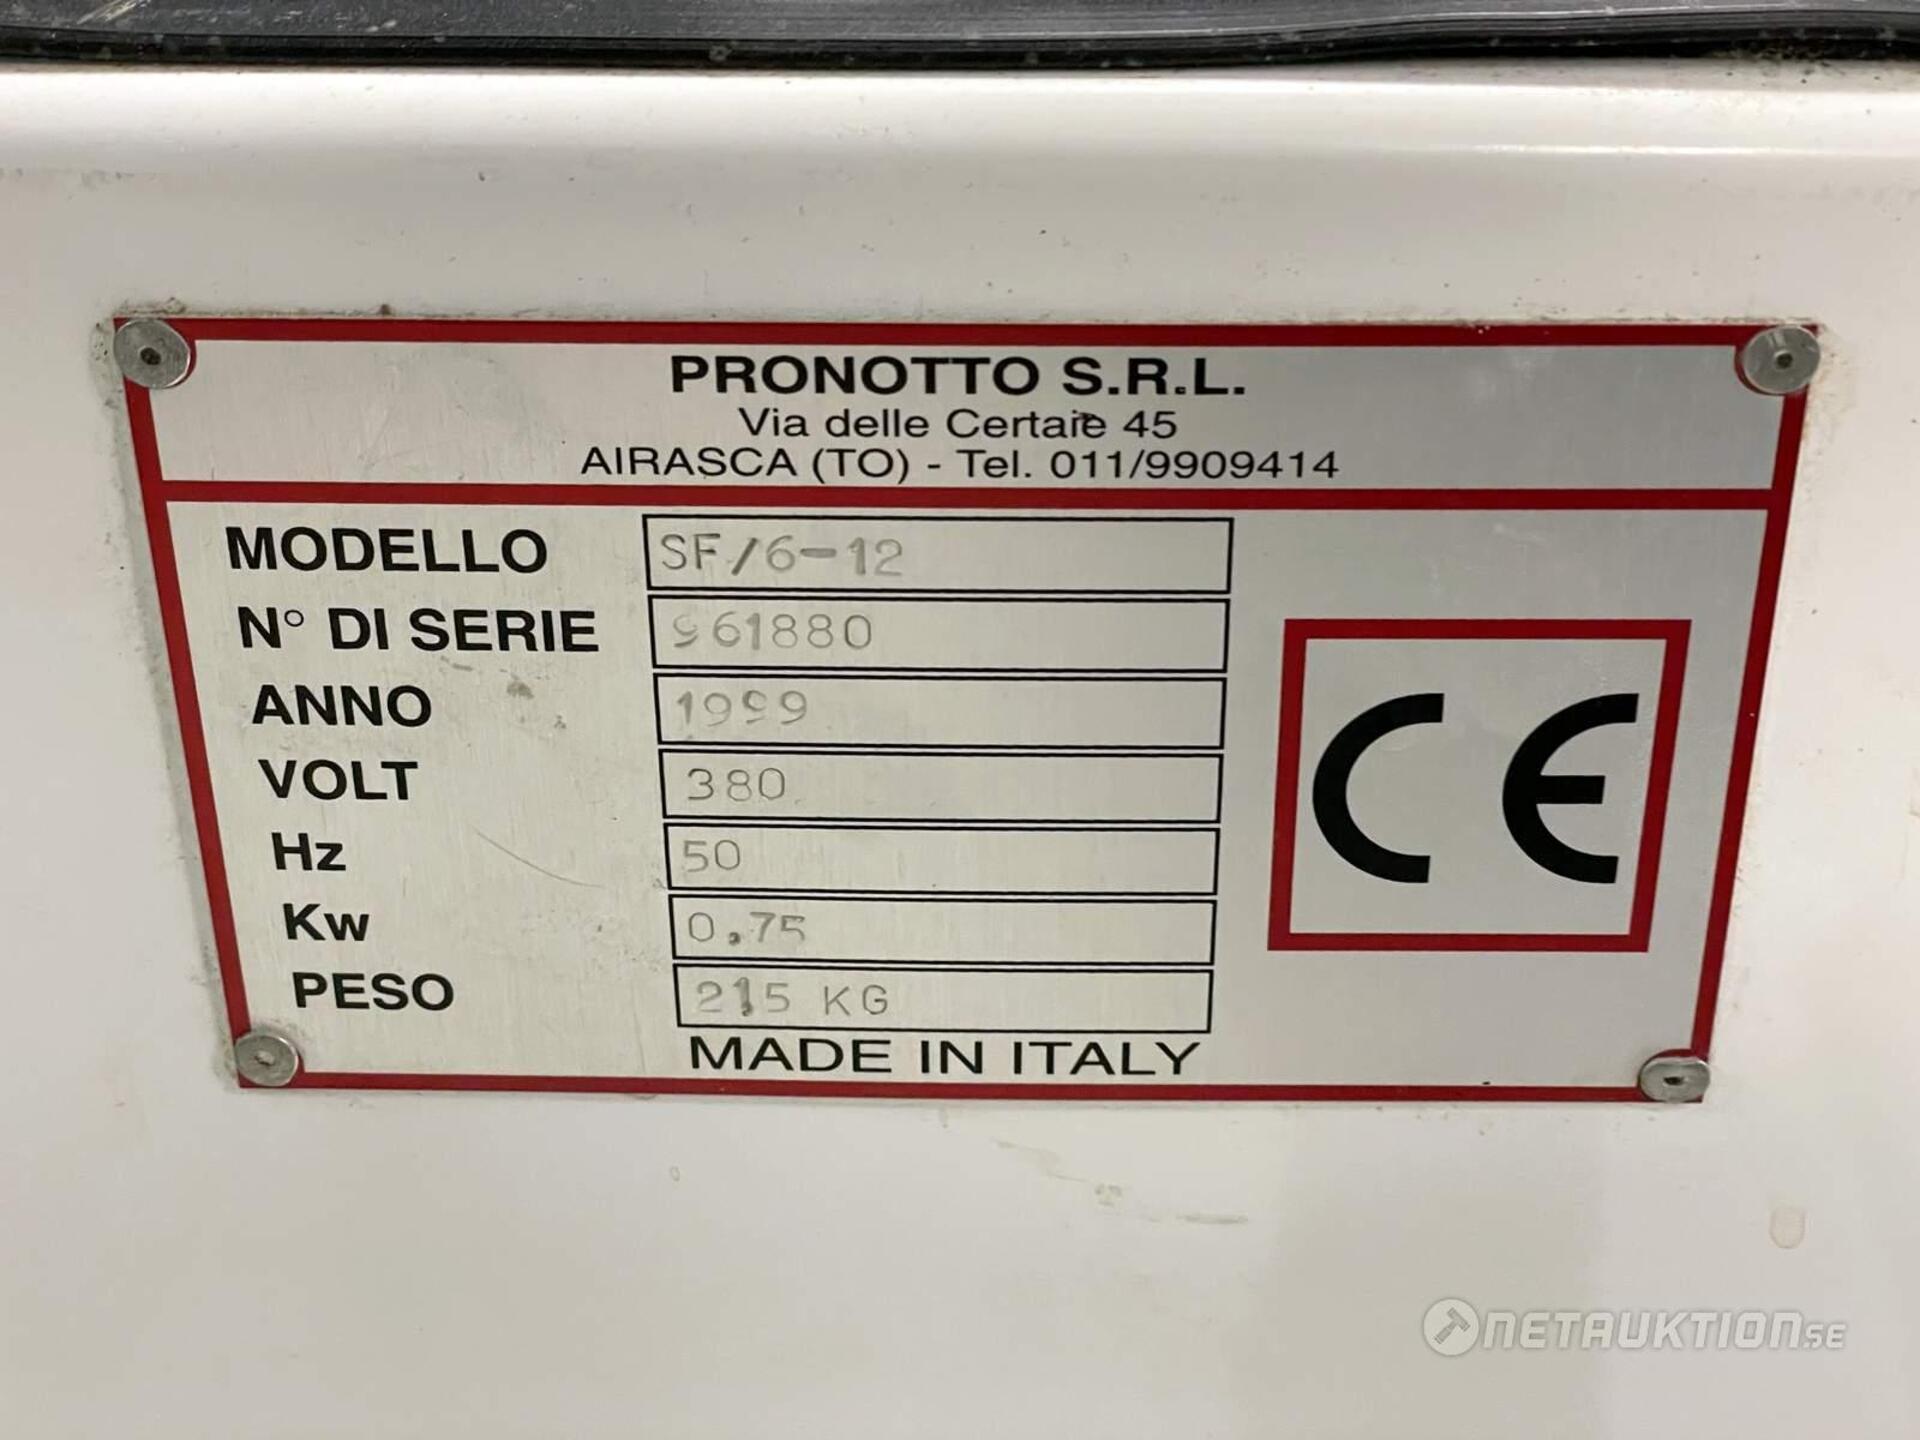 PRONOTTO S.R.L.
Via delle Certaie 45
AIRASCA (TO) - Tel. 011/9909414
MODELLO SF/6-12
N° DI SERIE 961880
ANNO 1999
VOLT 380
Hz 50
Kw 0,75
PESO 215 KG
MADE IN ITALY
CE
NETAUKTION.SE